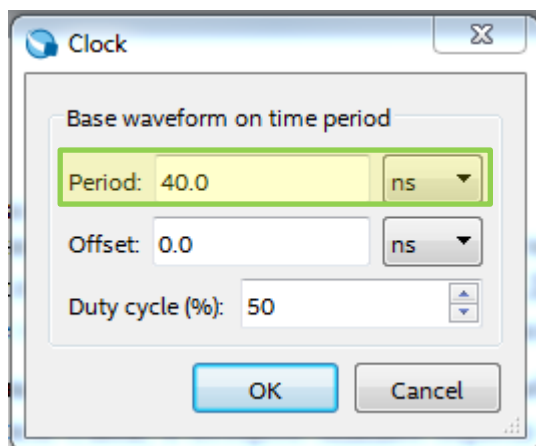 Clock
Base waveform on time period
Period: 40.0 ns
Offset: 0.0 ns
Duty cycle (%): 50
OK Cancel